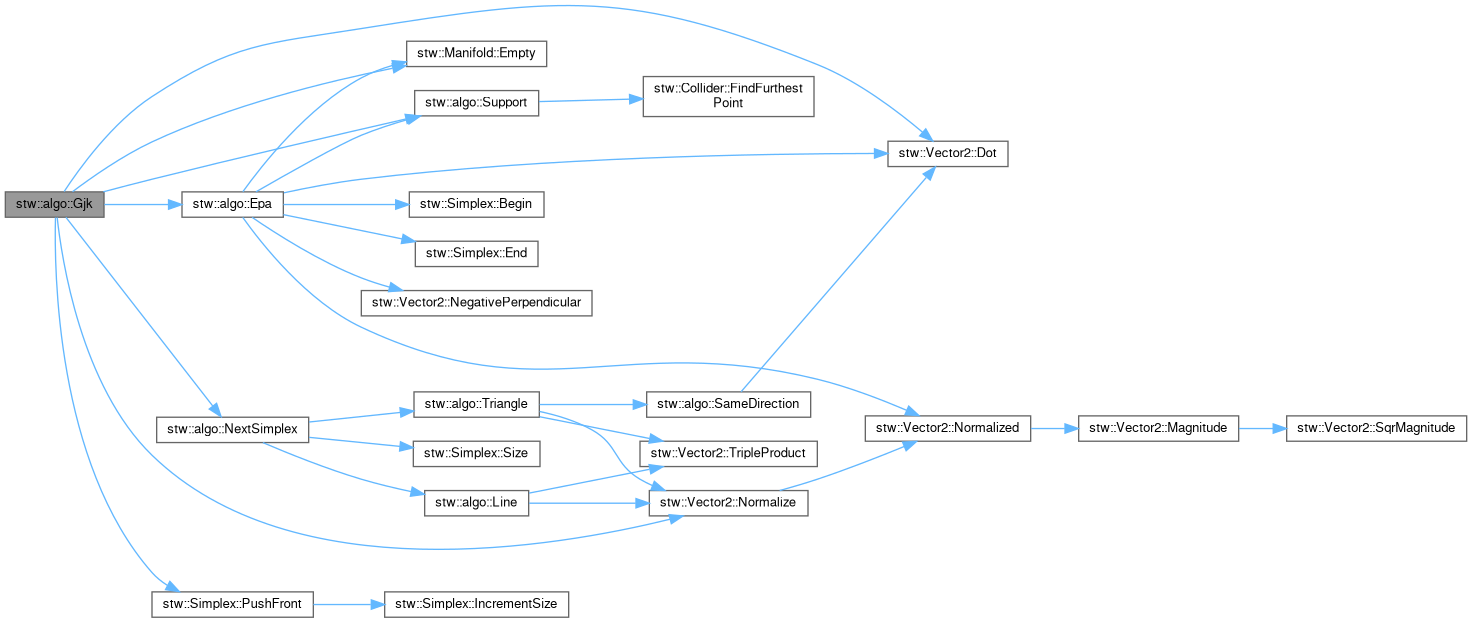 stw::algo::Gjk
stw::Manifold::Empty
stw::algo::Support
stw::Collider::FindFurthest
Point
stw::Vector2::Dot
stw::algo::Epa
stw::Simplex::Begin
stw::Simplex::End
stw::Vector2::NegativePerpendicular
stw::algo::Triangle
stw::algo::SameDirection
stw::algo::NextSimplex
stw::Simplex::Size
stw::Vector2::TripleProduct
stw::Vector2::Normalized
stw::Vector2::Magnitude
stw::Vector2::SqrMagnitude
stw::algo::Line
stw::Vector2::Normalize
stw::Simplex::PushFront
stw::Simplex::IncrementSize